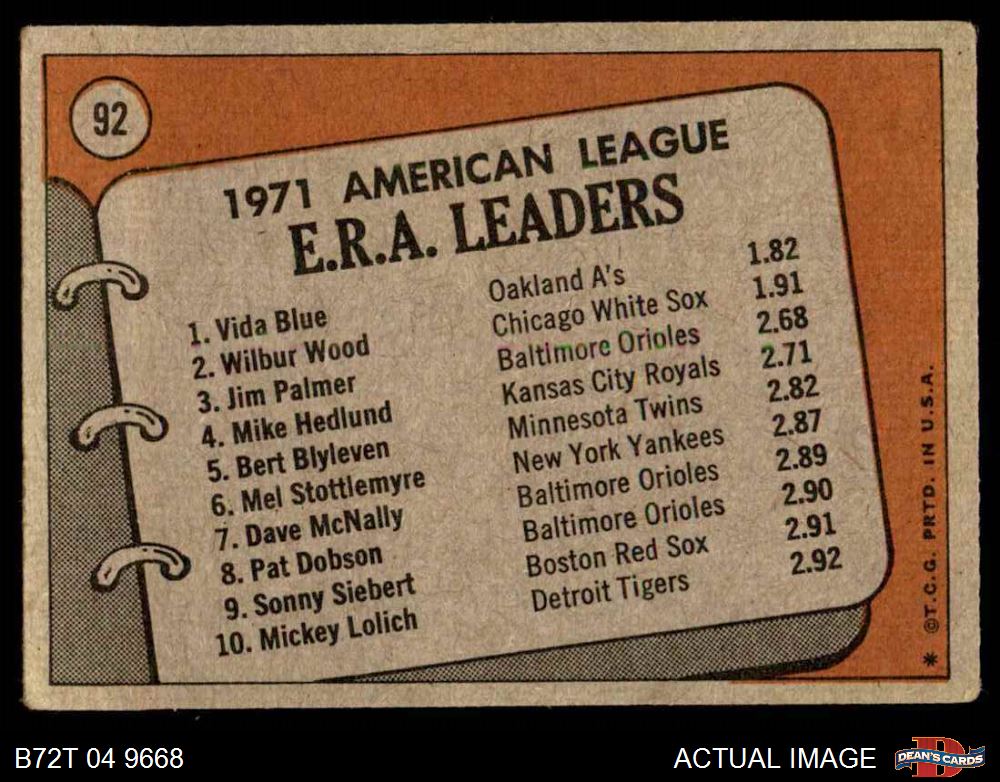 92
1971 AMERICAN LEAGUE
E.R.A. LEADERS
1. Vida Blue Oakland A's 1.82
2. Wilbur Wood Chicago White Sox 1.91
3. Jim Palmer Baltimore Orioles 2.68
4. Mike Hedlund Kansas City Royals 2.71
5. Bert Blyleven Minnesota Twins 2.82
6. Mel Stottlemyre New York Yankees 2.87
7. Dave McNally Baltimore Orioles 2.89
8. Pat Dobson Baltimore Orioles 2.90
9. Sonny Siebert Boston Red Sox 2.91
10. Mickey Lolich Detroit Tigers 2.92
* ©T.C.G. PRTD. IN U.S.A.
B72T 04 9668 ACTUAL IMAGE
D
DEAN'S CARDS